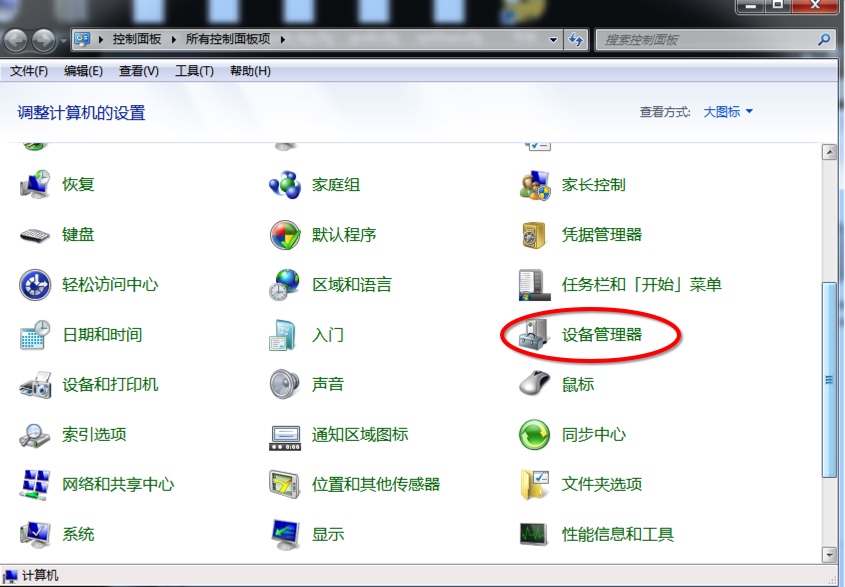 控制面板 所有控制面板项
搜索控制面板
文件(F) 编辑(E) 查看(V) 工具(T) 帮助(H)
调整计算机的设置
查看方式: 大图标
恢复 家庭组 家长控制
键盘 默认程序 凭据管理器
轻松访问中心 区域和语言 任务栏和「开始」菜单
日期和时间 入门 设备管理器
设备和打印机 声音 鼠标
索引选项 通知区域图标 同步中心
网络和共享中心 位置和其他传感器 文件夹选项
系统 显示 性能信息和工具
计算机